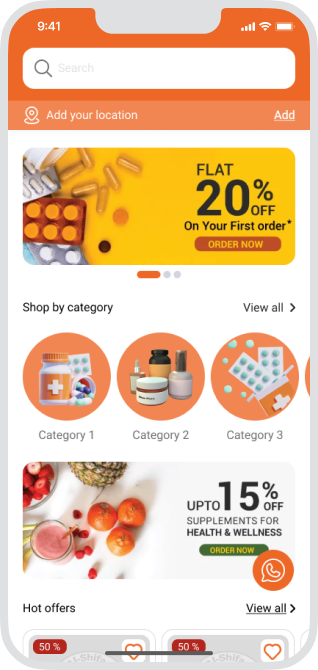 9:41
Search
Add your location
Add
FLAT
20%
OFF
On Your First order*
ORDER NOW
Shop by category
View all
Category 1
Category 2
Category 3
UPTO 15% OFF
SUPPLEMENTS FOR
HEALTH & WELLNESS
ORDER NOW
Hot offers
View all
50 %
50 %